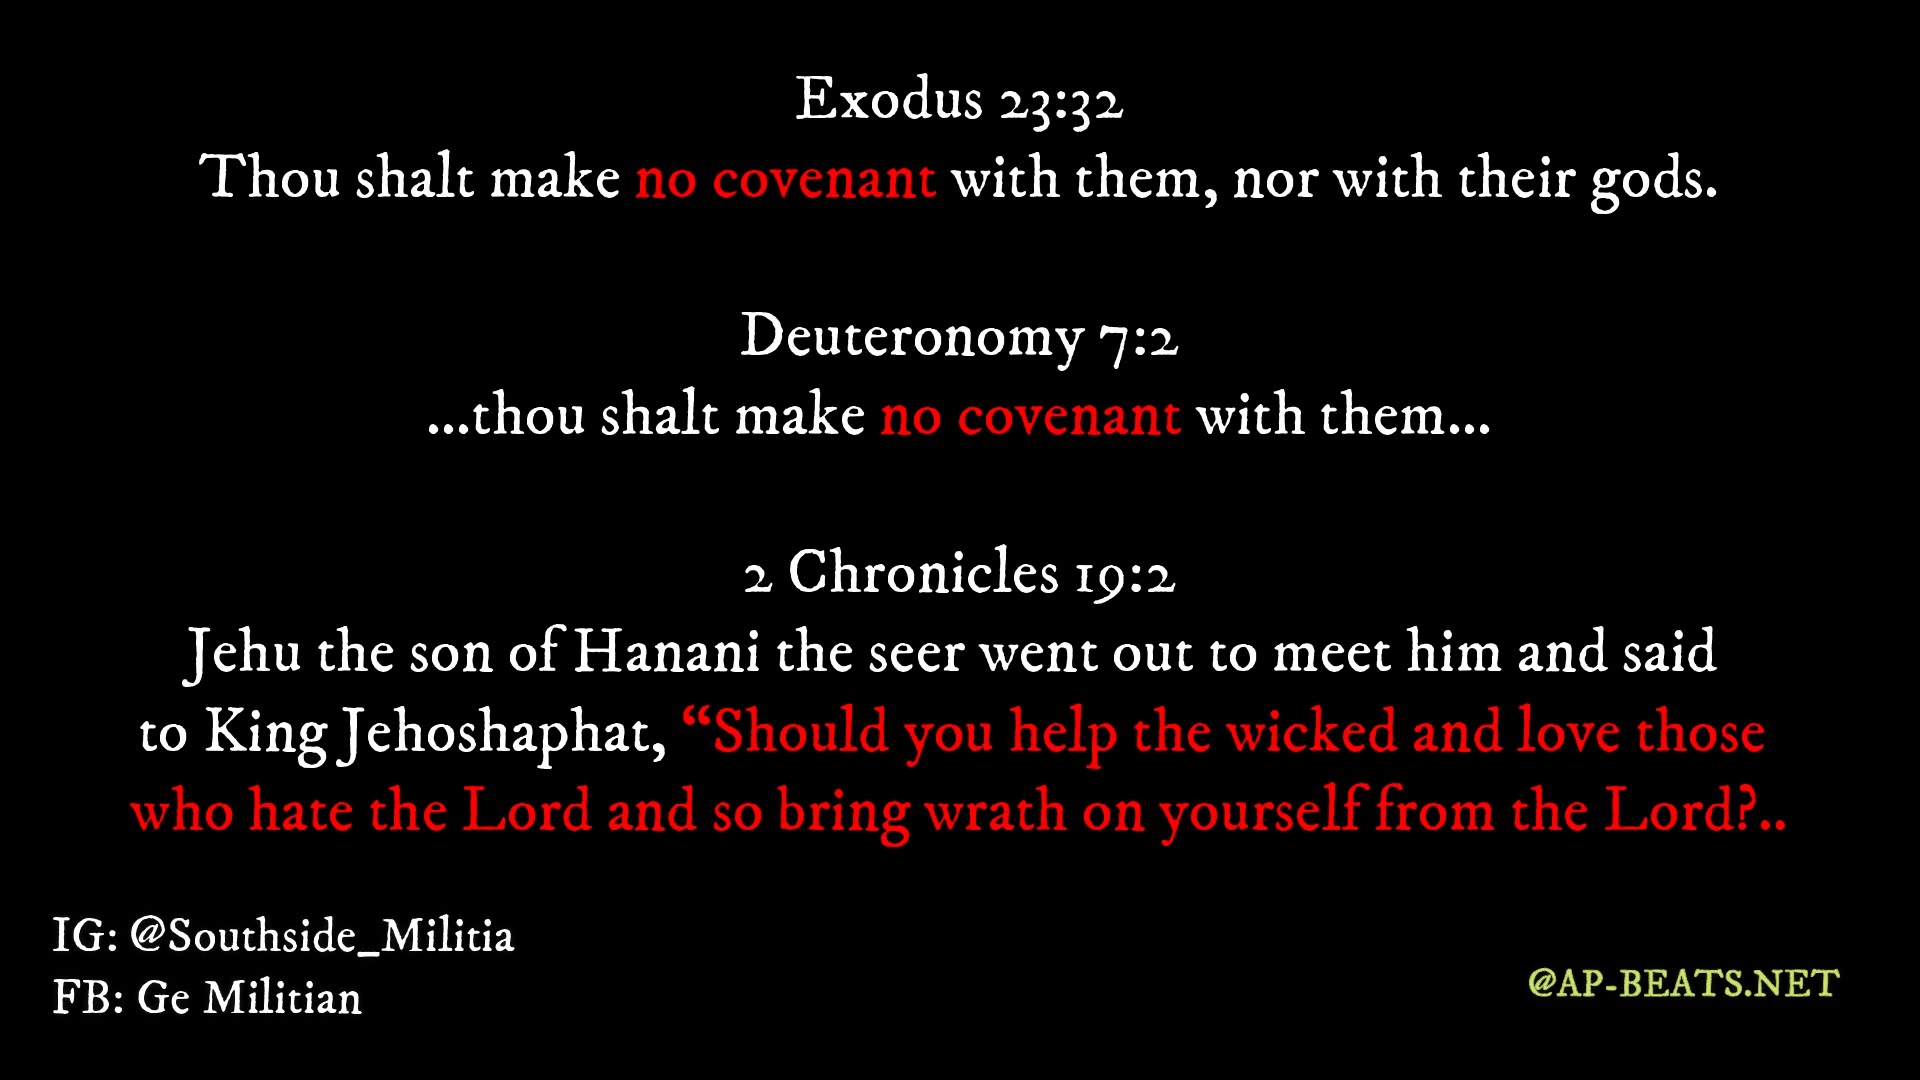 Exodus 23:32
Thou shalt make no covenant with them, nor with their gods.
Deuteronomy 7:2
...thou shalt make no covenant with them...
2 Chronicles 19:2
Jehu the son of Hanani the seer went out to meet him and said
to King Jehoshaphat, “Should you help the wicked and love those
who hate the Lord and so bring wrath on yourself from the Lord?..
IG: @Southside_Militia
FB: Ge Militian
@AP-BEATS.NET